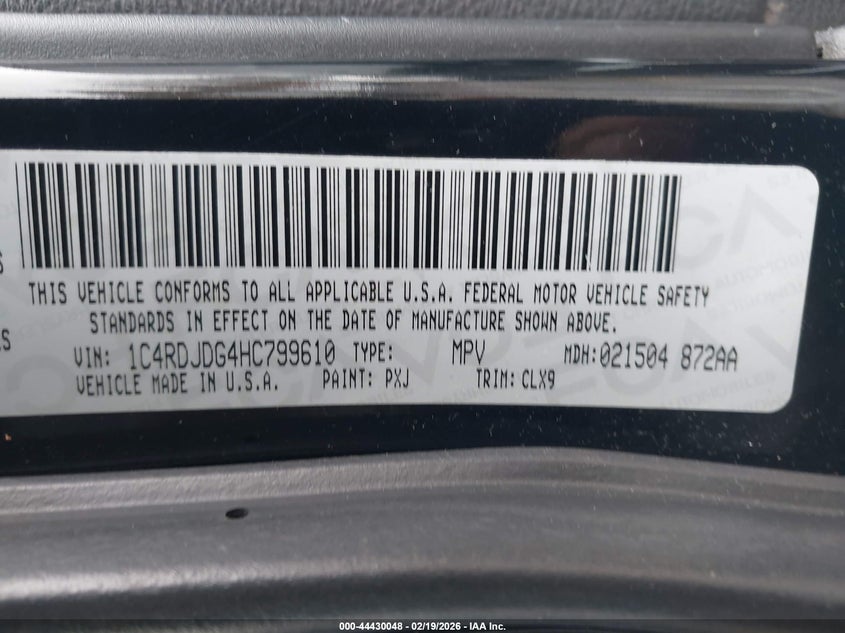 S
THIS VEHICLE CONFORMS TO ALL APPLICABLE U.S.A. FEDERAL MOTOR VEHICLE SAFETY
ES
STANDARDS IN EFFECT ON THE DATE OF MANUFACTURE SHOWN ABOVE.
VIN: 1C4RDJDG4HC799610 TYPE: MPV MDH:021504 872AA
VEHICLE MADE IN U.S.A. PAINT: PXJ TRIM: CLX9
000-44430048 - 02/19/2026 - IAA Inc.